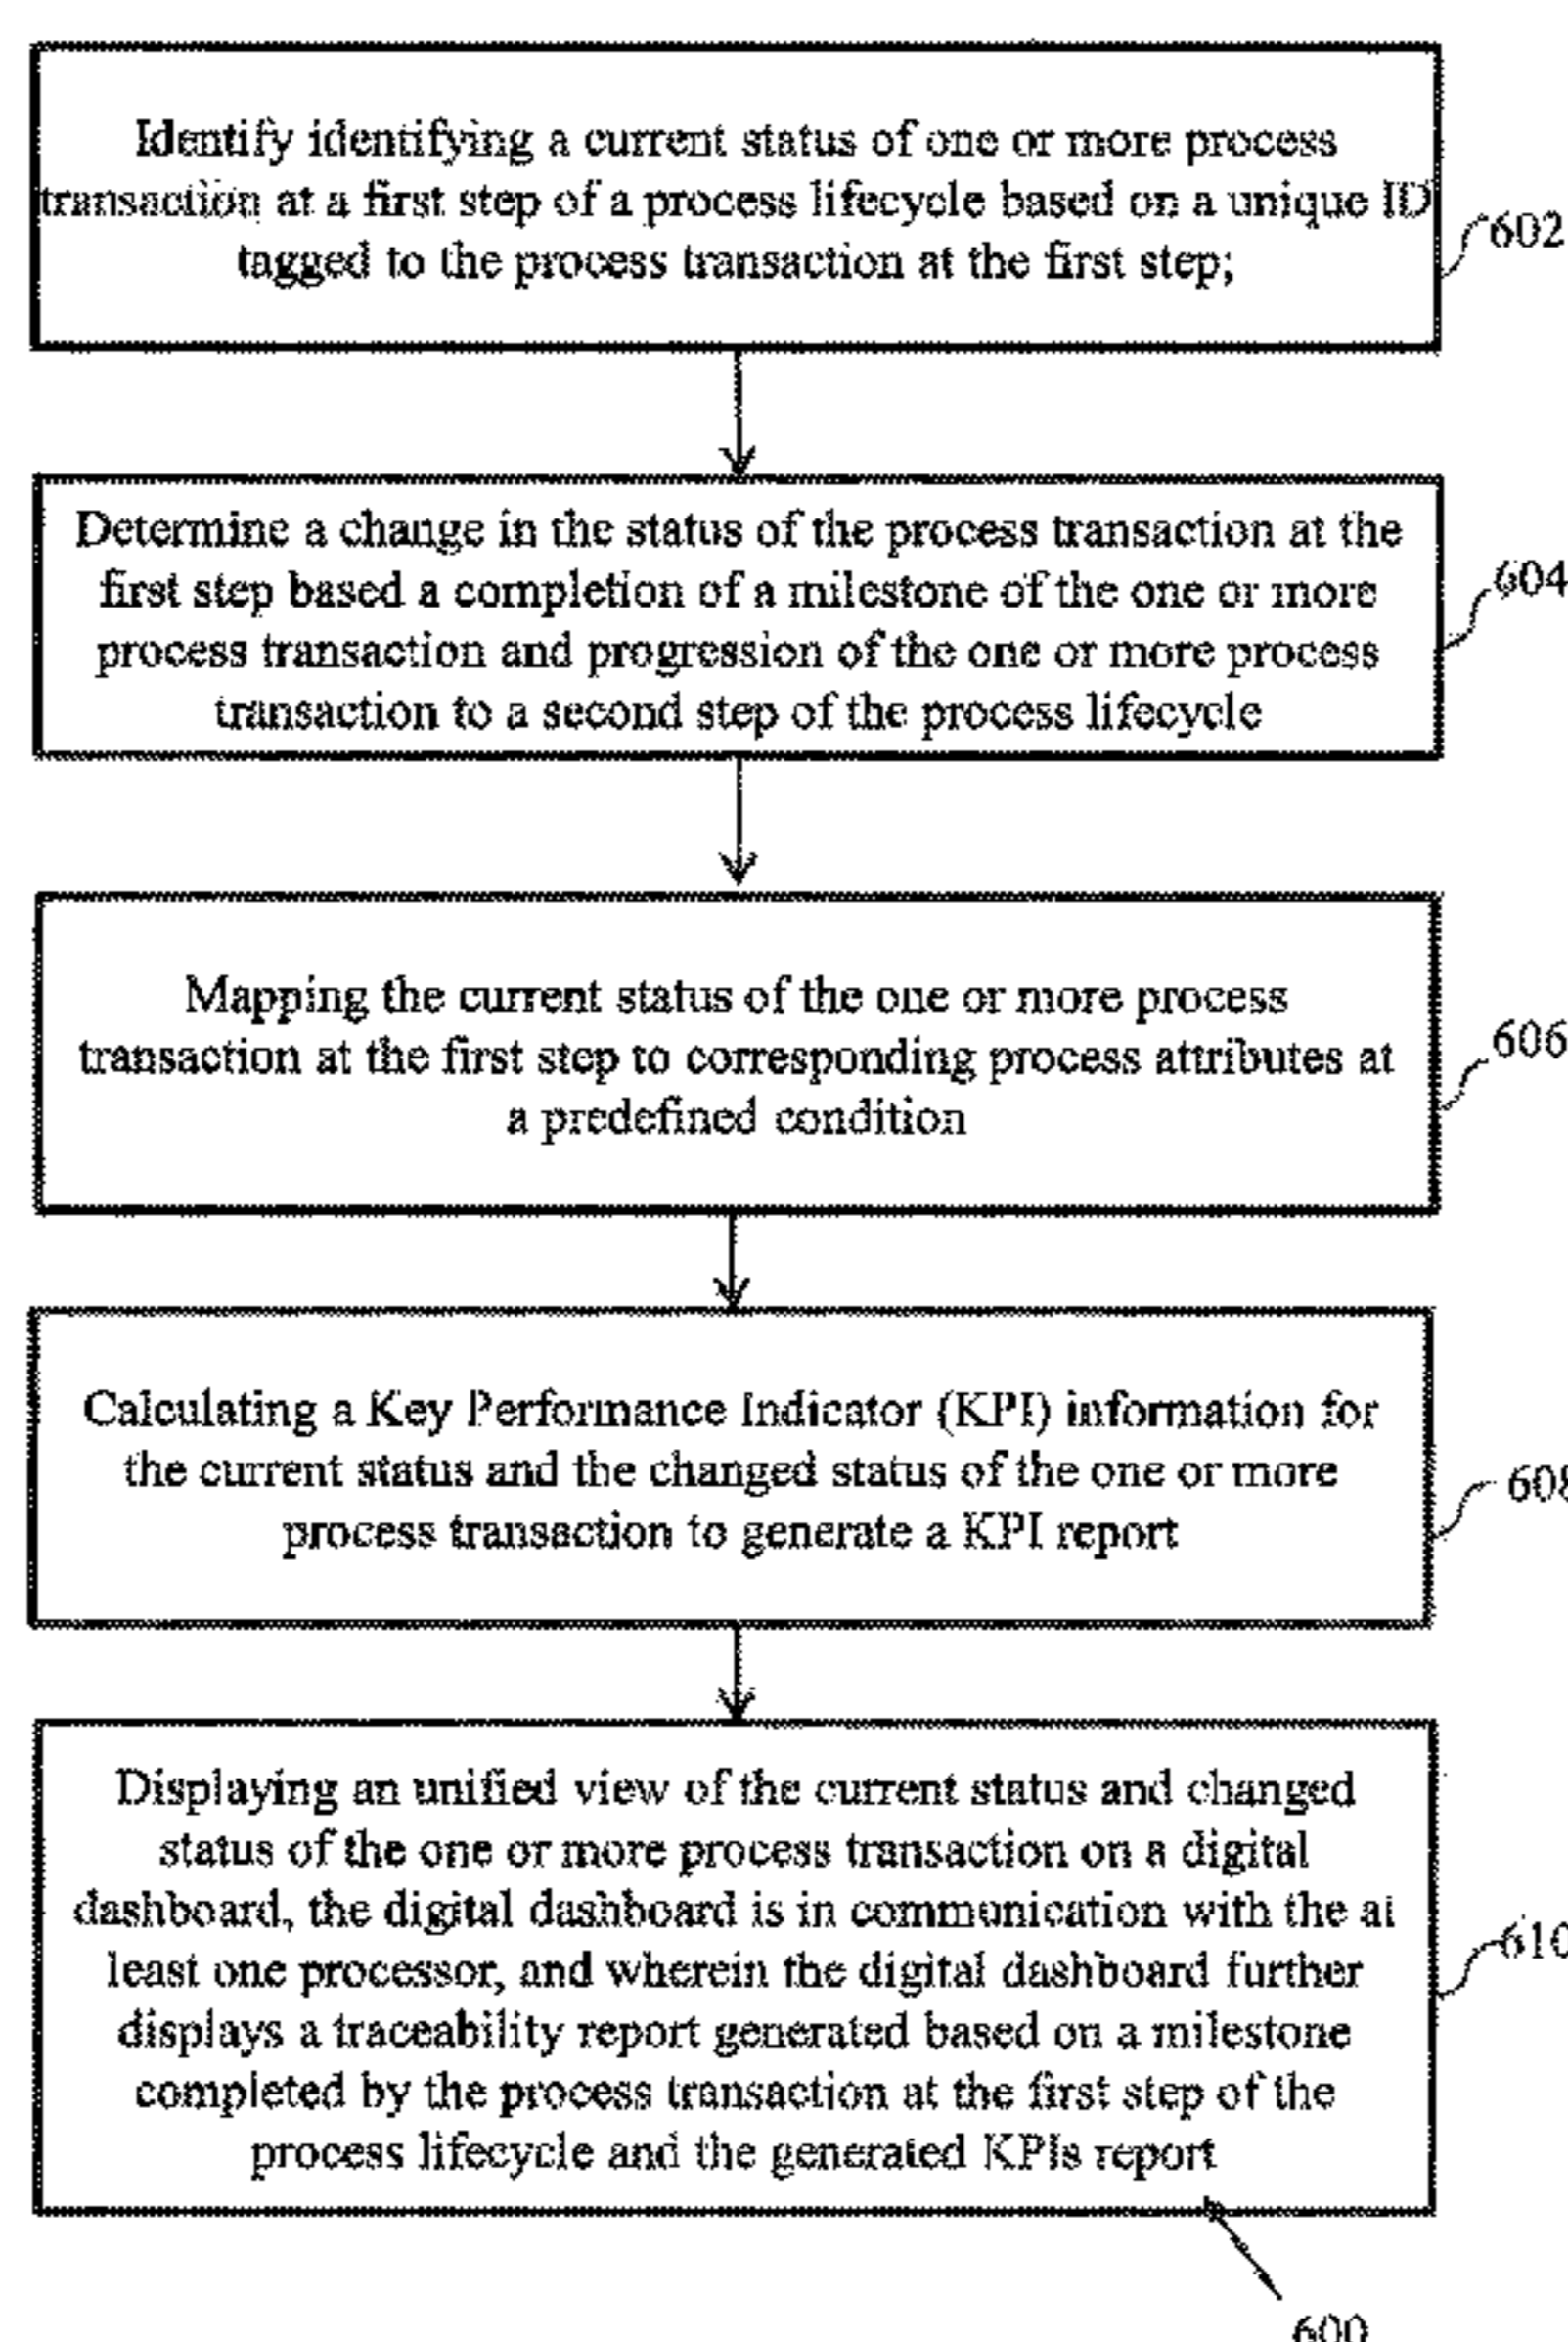 Identify identifying a current status of one or more process
transaction at a first step of a process lifecycle based on a unique ID
tagged to the process transaction at the first step;
602
Determine a change in the status of the process transaction at the
first step based a completion of a milestone of the one or more
process transaction and progression of the one or more process
transaction to a second step of the process lifecycle
604
Mapping the current status of the one or more process
transaction at the first step to corresponding process attributes at
a predefined condition
606
Calculating a Key Performance Indicator (KPI) information for
the current status and the changed status of the one or more
process transaction to generate a KPI report
608
Displaying an unified view of the current status and changed
status of the one or more process transaction on a digital
dashboard, the digital dashboard is in communication with the at
least one processor, and wherein the digital dashboard further
displays a traceability report generated based on a milestone
completed by the process transaction at the first step of the
process lifecycle and the generated KPIs report
610
600